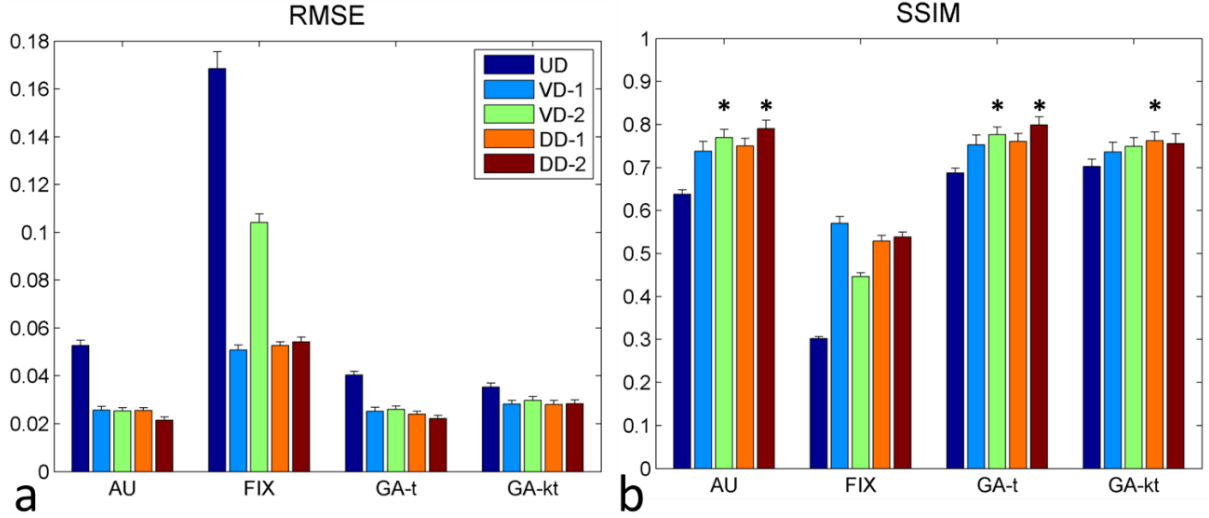 RMSE
0.18
0.16
0.14
0.12
0.1
0.08
0.06
0.04
0.02
0
UD
VD-1
VD-2
DD-1
DD-2
AU FIX GA-t GA-kt
a
SSIM
1
0.9
0.8
0.7
0.6
0.5
0.4
0.3
0.2
0.1
0
* * * * *
AU FIX GA-t GA-kt
b